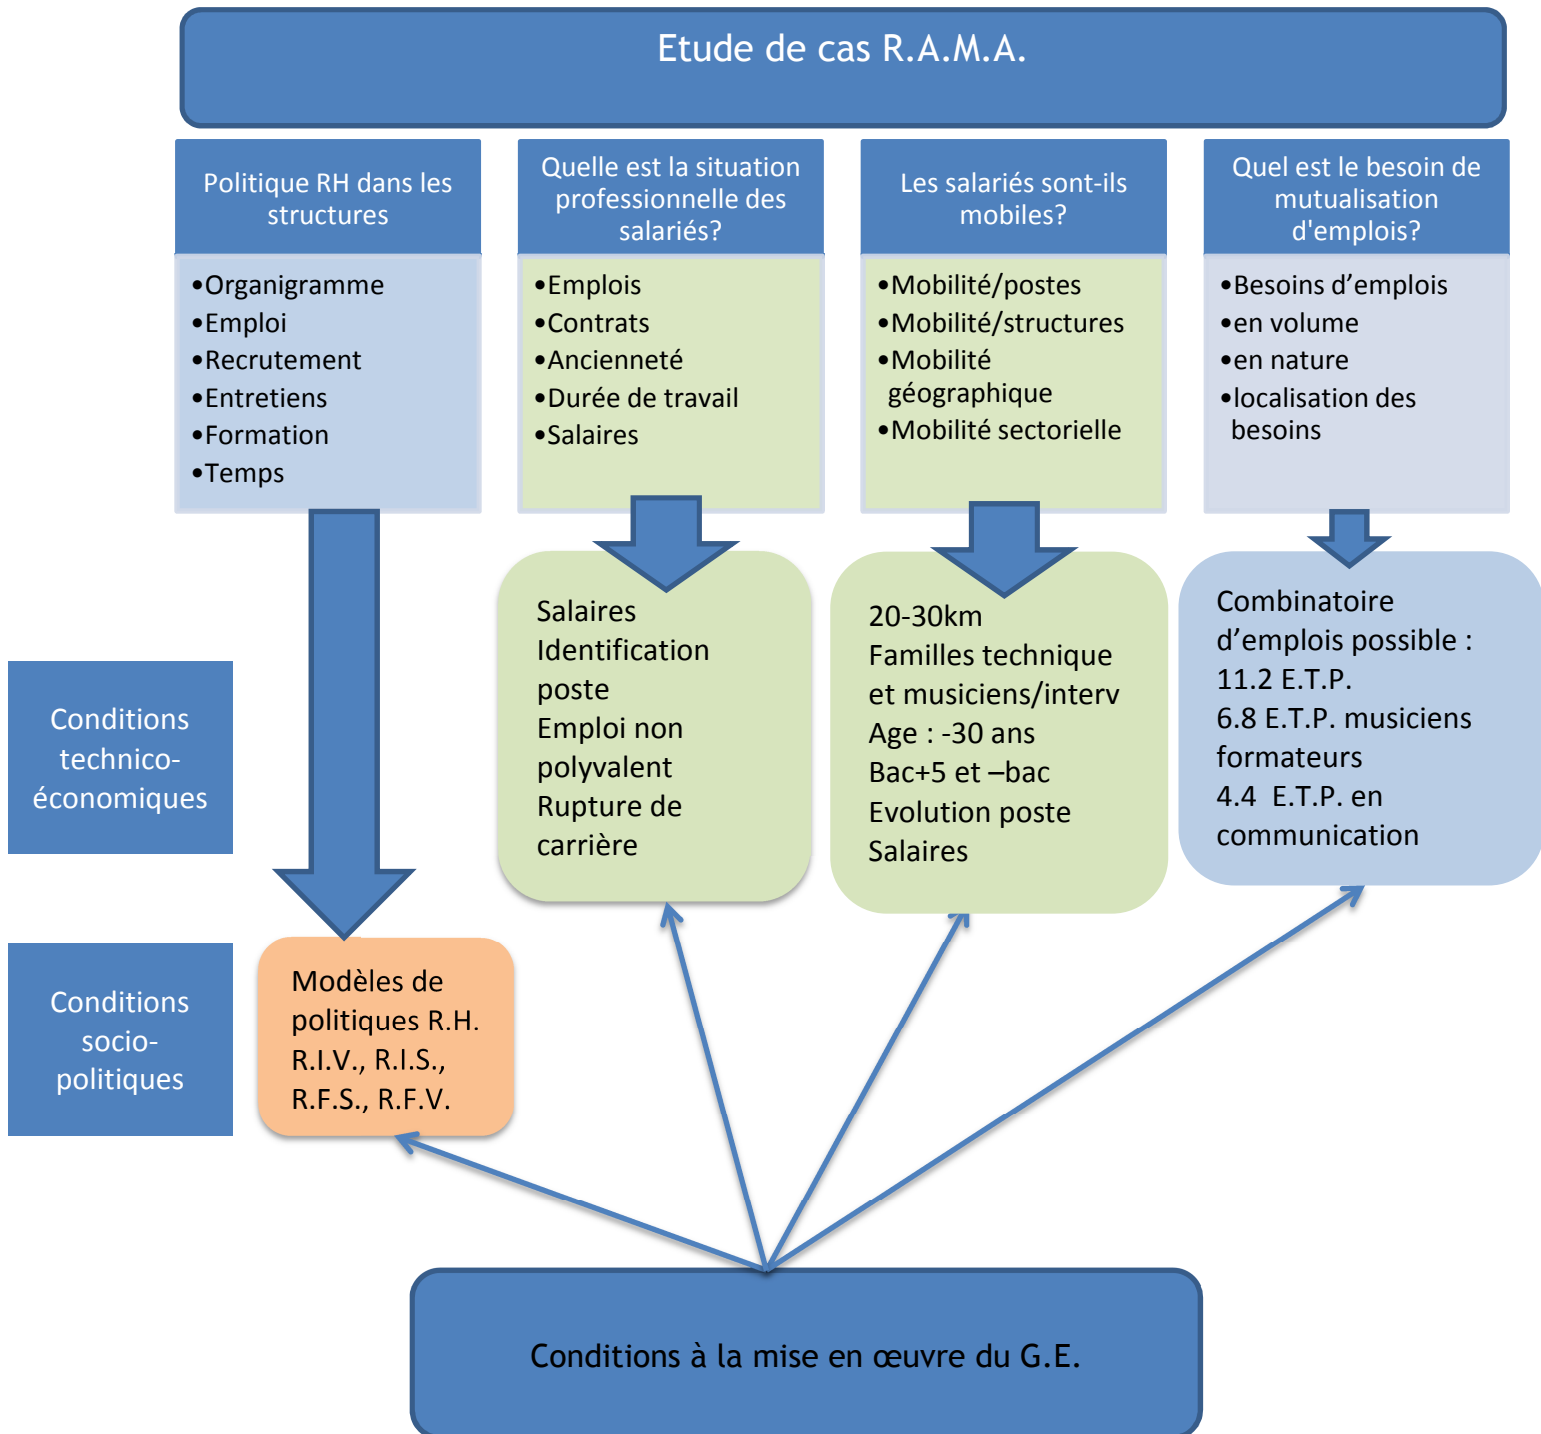 Etude de cas R.A.M.A.
Politique RH dans les
structures
•Organigramme
•Emploi
•Recrutement
•Entretiens
•Formation
•Temps
Quelle est la situation
professionnelle des
salariés?
•Emplois
•Contrats
•Ancienneté
•Durée de travail
•Salaires
Les salariés sont-ils
mobiles?
•Mobilité/postes
•Mobilité/structures
•Mobilité
géographique
•Mobilité sectorielle
Quel est le besoin de
mutualisation
d'emplois?
•Besoins d’emplois
•en volume
•en nature
•localisation des
besoins
Conditions
technico-
économiques
Salaires
Identification
poste
Emploi non
polyvalent
Rupture de
carrière
20-30km
Familles technique
et musiciens/interv
Age : -30 ans
Bac+5 et –bac
Evolution poste
Salaires
Combinatoire
d’emplois possible :
11.2 E.T.P.
6.8 E.T.P. musiciens
formateurs
4.4 E.T.P. en
communication
Conditions
socio-
politiques
Modèles de
politiques R.H.
R.I.V., R.I.S.,
R.F.S., R.F.V.
Conditions à la mise en œuvre du G.E.